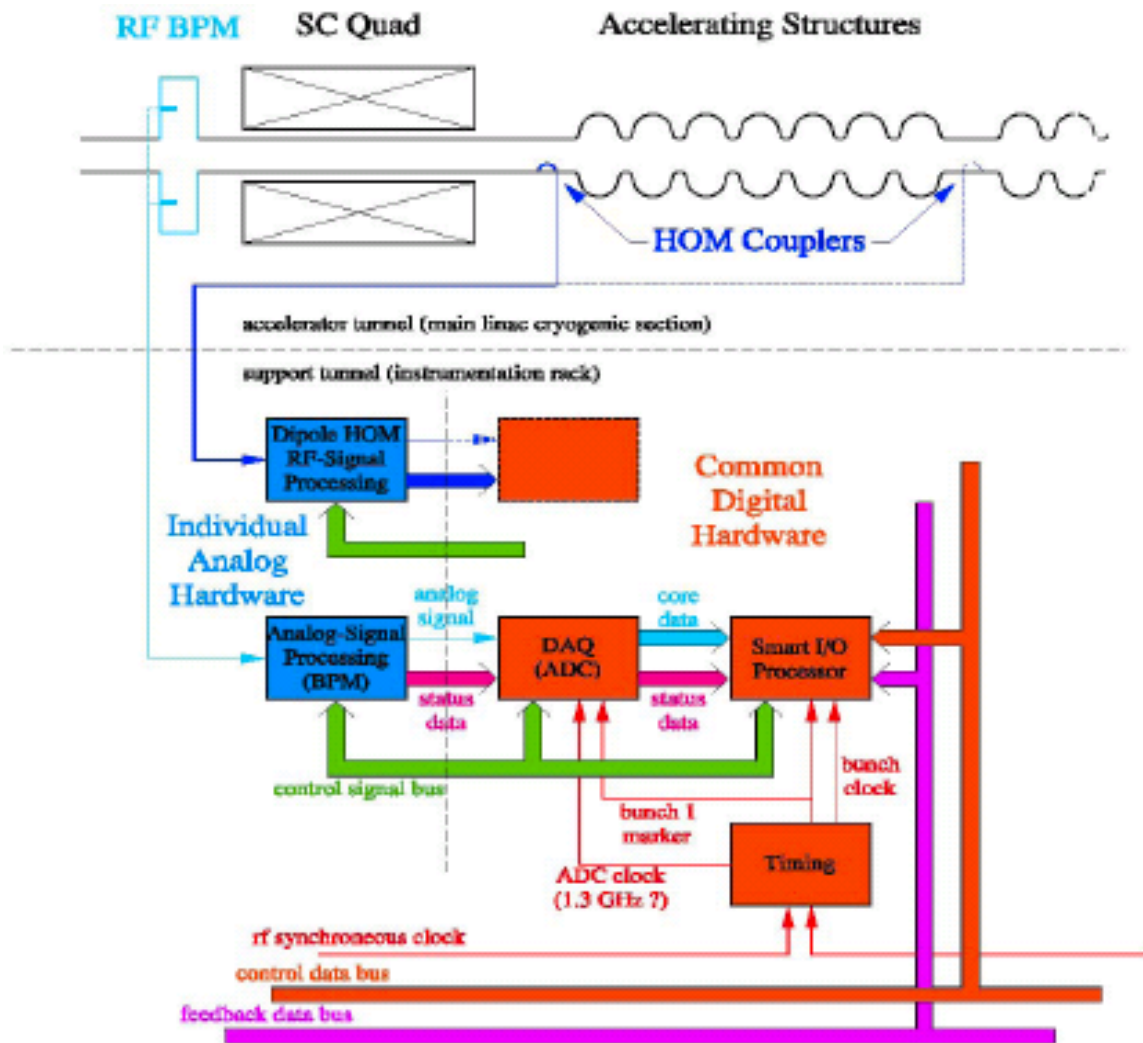 RF BPM
SC Quad
Accelerating Structures
HOM Couplers
accelerator tunnel (main linac cryogenic section)
support tunnel (instrumentation rack)
Dipole HOM
RF-Signal
Processing
Common
Digital
Hardware
Individual
Analog
Hardware
analog
signal
core
data
Analog-Signal
Processing
(BPM)
DAQ
(ADC)
Smart I/O
Processor
status
data
status
data
control signal bus
bunch
clock
bunch 1
marker
Timing
ADC clock
(1.3 GHz ?)
rf synchroneous clock
control data bus
feedback data bus